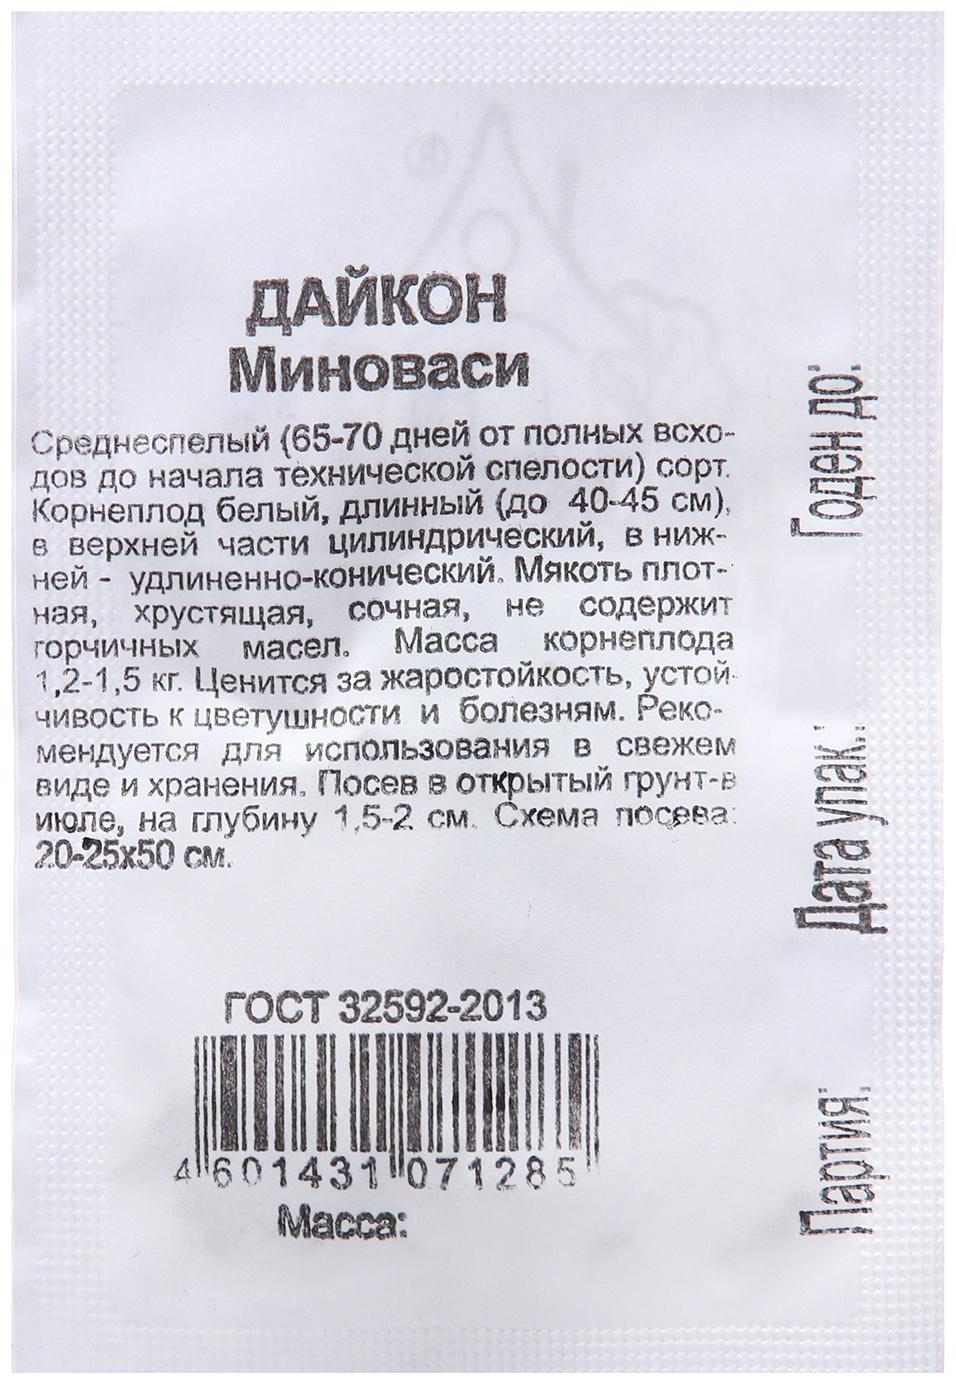 ®
ДАЙКОН
Миноваси
Среднеспелый (65-70 дней от полных всхо-
дов до начала технической спелости) сорт.
Корнеплод белый, длинный (до 40-45 см),
в верхней части цилиндрический, в ниж-
ней - удлиненно-конический. Мякоть плот-
ная, хрустящая, сочная, не содержит
горчичных масел. Масса корнеплода
1,2-1,5 кг. Ценится за жаростойкость, устой-
чивость к цветушности и болезням. Реко-
мендуется для использования в свежем
виде и хранения. Посев в открытый грунт-в
июле, на глубину 1,5-2 см. Схема посева:
20-25х50 см.
ГОСТ 32592-2013
4 601431 071285
Масса:
Годен до:
Дата упак.:
Партия: